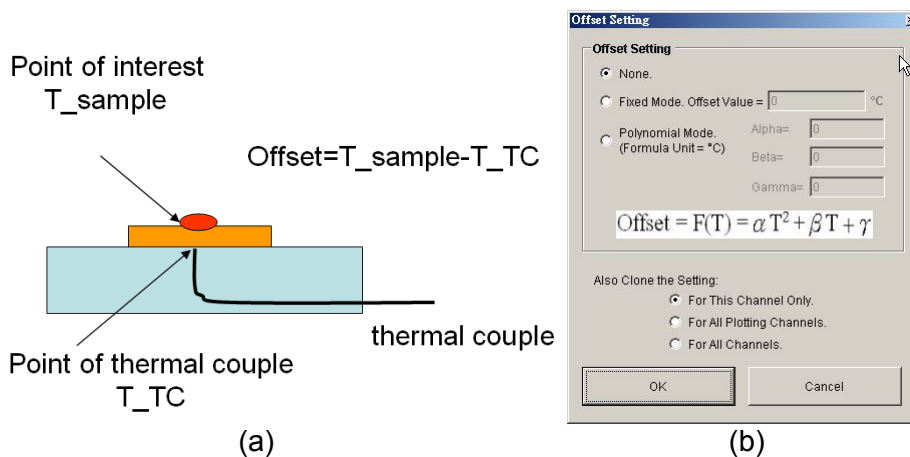 Point of interest
T_sample
Offset=T_sample-T_TC
thermal couple
Point of thermal couple
T_TC
(a)
Offset Setting
Offset Setting
None.
Fixed Mode. Offset Value = 0 °C
Polynomial Mode.
(Formula Unit = °C)
Alpha= 0
Beta= 0
Gamma= 0
Offset = F(T) = αT²+βT+γ
Also Clone the Setting:
For This Channel Only.
For All Plotting Channels.
For All Channels.
OK
Cancel
(b)